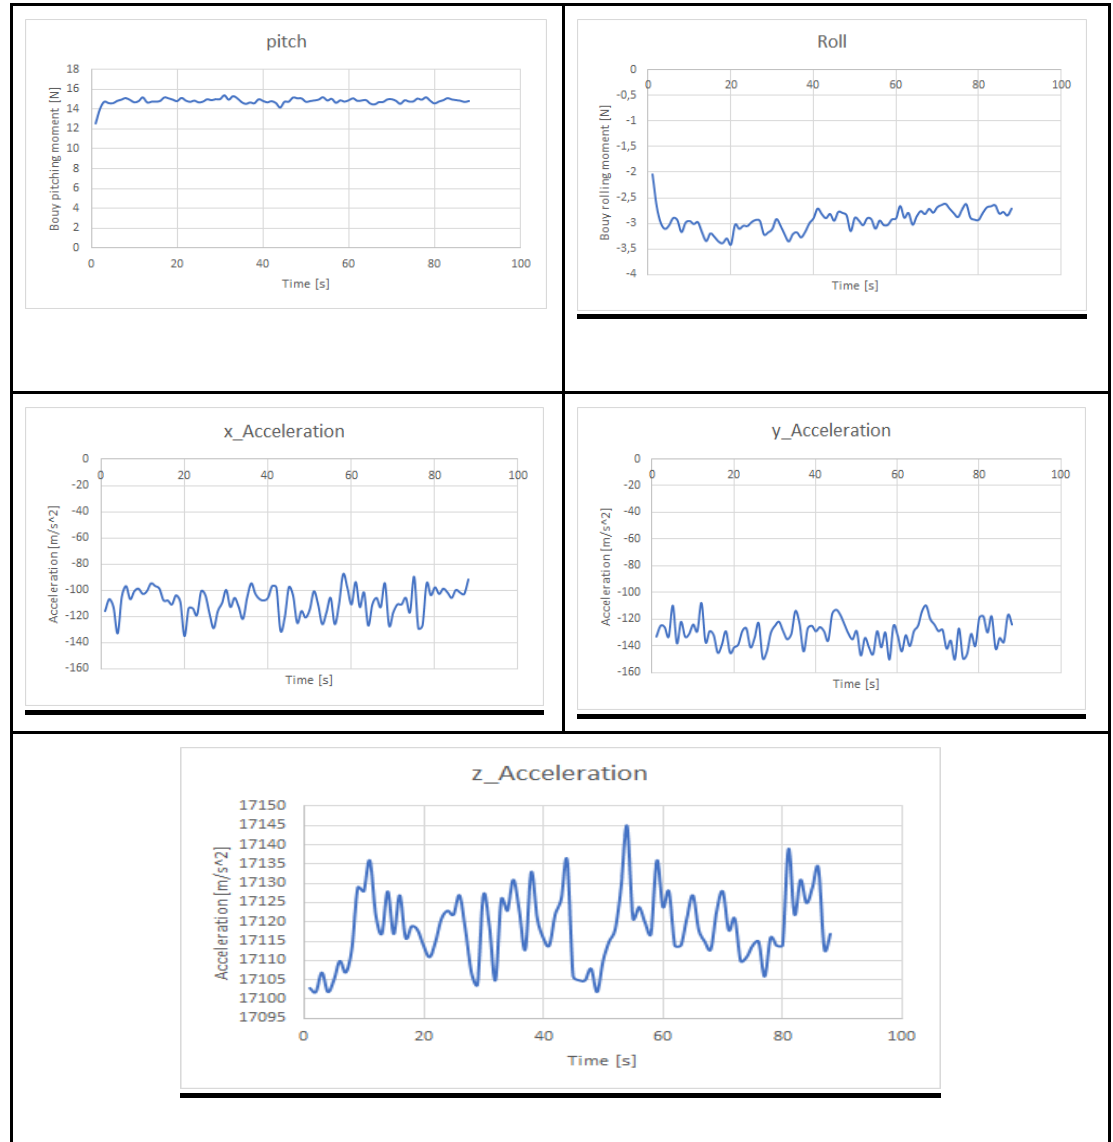 pitch
Bouy pitching moment [N]
18
16
14
12
10
8
6
4
2
0
0 20 40 60 80 100
Time [s]
Roll
Bouy rolling moment [N]
0
-0,5
-1
-1,5
-2
-2,5
-3
-3,5
-4
0 20 40 60 80 100
Time [s]
x_Acceleration
Acceleration [m/s^2]
0
-20
-40
-60
-80
-100
-120
-140
-160
0 20 40 60 80 100
Time [s]
y_Acceleration
Acceleration [m/s^2]
0
-20
-40
-60
-80
-100
-120
-140
-160
0 20 40 60 80 100
Time [s]
z_Acceleration
Acceleration [m/s^2]
17150
17145
17140
17135
17130
17125
17120
17115
17110
17105
17100
17095
0 20 40 60 80 100
Time [s]